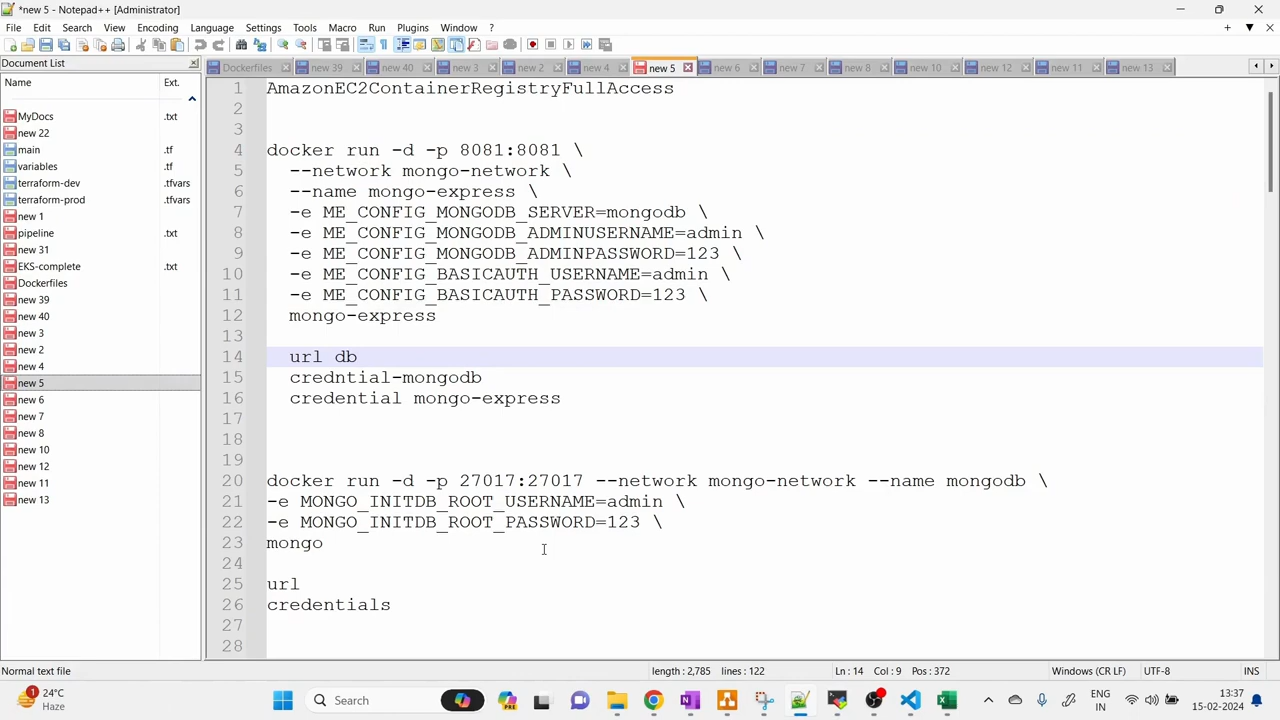 *new 5 - Notepad++ [Administrator]
File Edit Search View Encoding Language Settings Tools Macro Run Plugins Window ?
Document List
Dockerfiles new 39 new 40 new 3 new 2 new 4 new 5 new 6 new 7 new 8 new 10 new 12 new 11 new 13
Name Ext.
MyDocs .txt
new 22
main .tf
variables .tf
terraform-dev .tfvars
terraform-prod .tfvars
new 1
pipeline .txt
new 31
EKS-complete .txt
Dockerfiles
new 39
new 40
new 3
new 2
new 4
new 5
new 6
new 7
new 8
new 10
new 12
new 11
new 13
1 AmazonEC2ContainerRegistryFullAccess
2
3
4 docker run -d -p 8081:8081 \
5 --network mongo-network \
6 --name mongo-express \
7 -e ME_CONFIG_MONGODB_SERVER=mongodb \
8 -e ME_CONFIG_MONGODB_ADMINUSERNAME=admin \
9 -e ME_CONFIG_MONGODB_ADMINPASSWORD=123 \
10 -e ME_CONFIG_BASICAUTH_USERNAME=admin \
11 -e ME_CONFIG_BASICAUTH_PASSWORD=123 \
12 mongo-express
13
14 url db
15 credntial-mongodb
16 credential mongo-express
17
18
19
20 docker run -d -p 27017:27017 --network mongo-network --name mongodb \
21 -e MONGO_INITDB_ROOT_USERNAME=admin \
22 -e MONGO_INITDB_ROOT_PASSWORD=123 \
23 mongo
24
25 url
26 credentials
27
28
Normal text file length : 2,785 lines : 122 Ln : 14 Col : 9 Pos : 372 Windows (CR LF) UTF-8 INS
1 24°C
Haze
Search
PRE
ENG
IN
13:37
15-02-2024